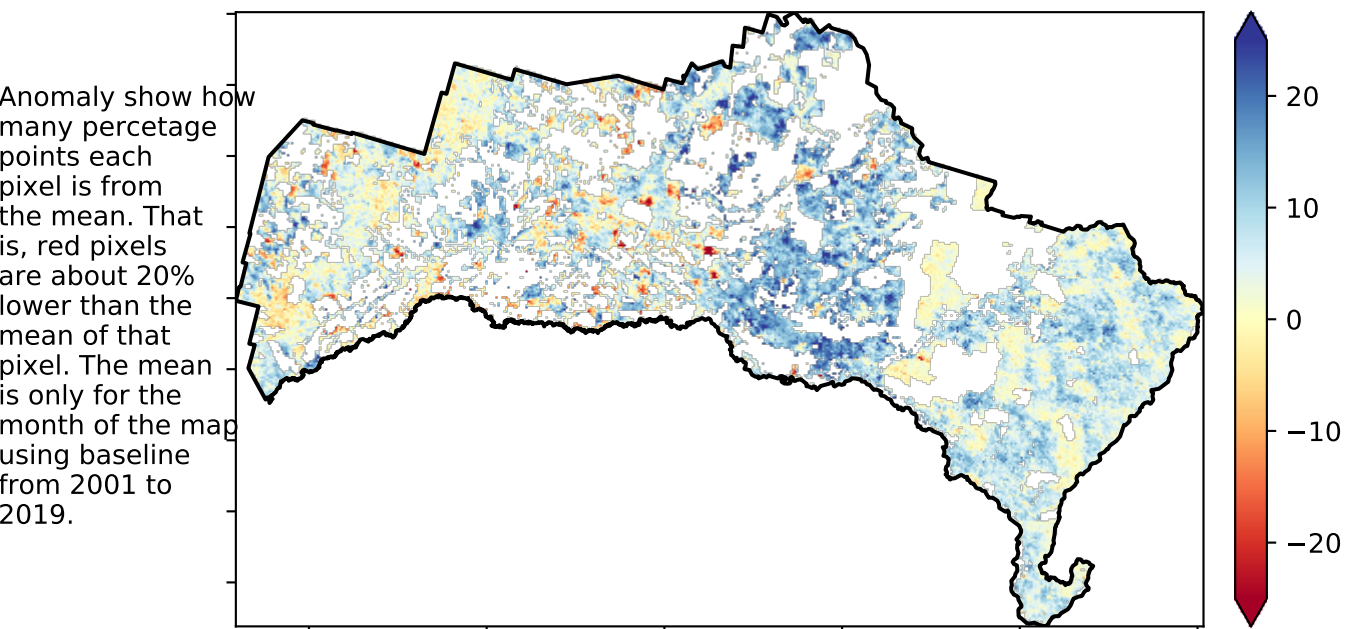 Anomaly show how
many percetage
points each
pixel is from
the mean. That
is, red pixels
are about 20%
lower than the
mean of that
pixel. The mean
is only for the
month of the map
using baseline
from 2001 to
2019.
20
10
0
−10
−20